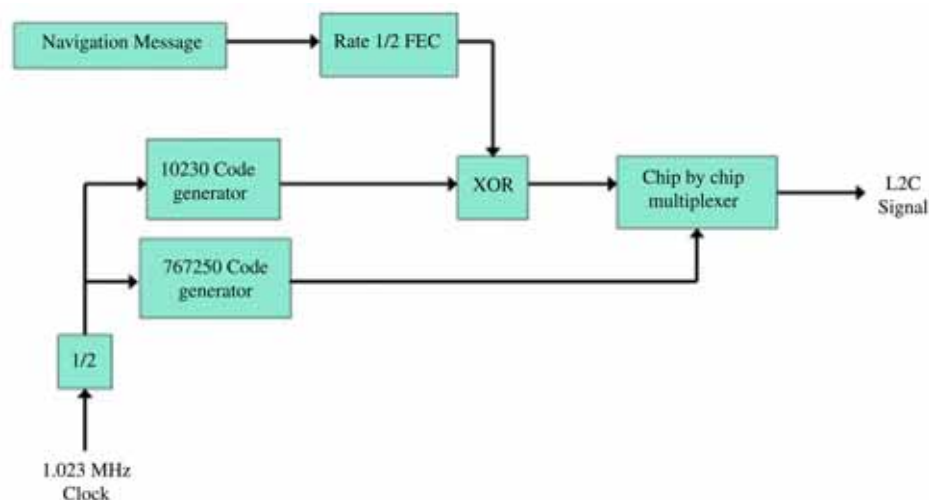 Navigation Message
Rate 1/2 FEC
10230 Code
generator
XOR
Chip by chip
multiplexer
L2C
Signal
767250 Code
generator
1/2
1.023 MHz
Clock